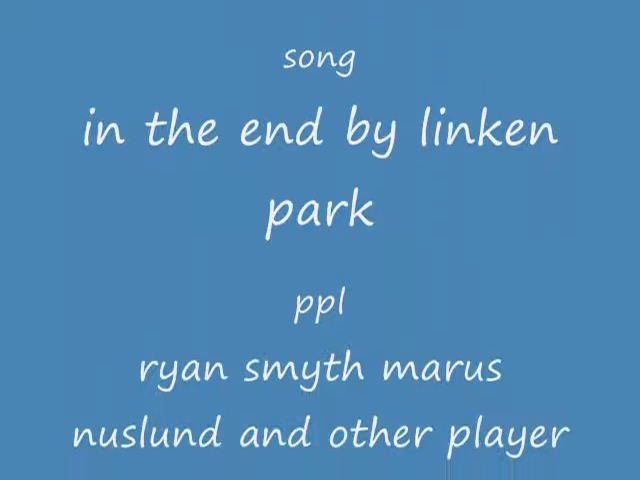 song
in the end by linken
park
ppl
ryan smyth marus
nuslund and other player